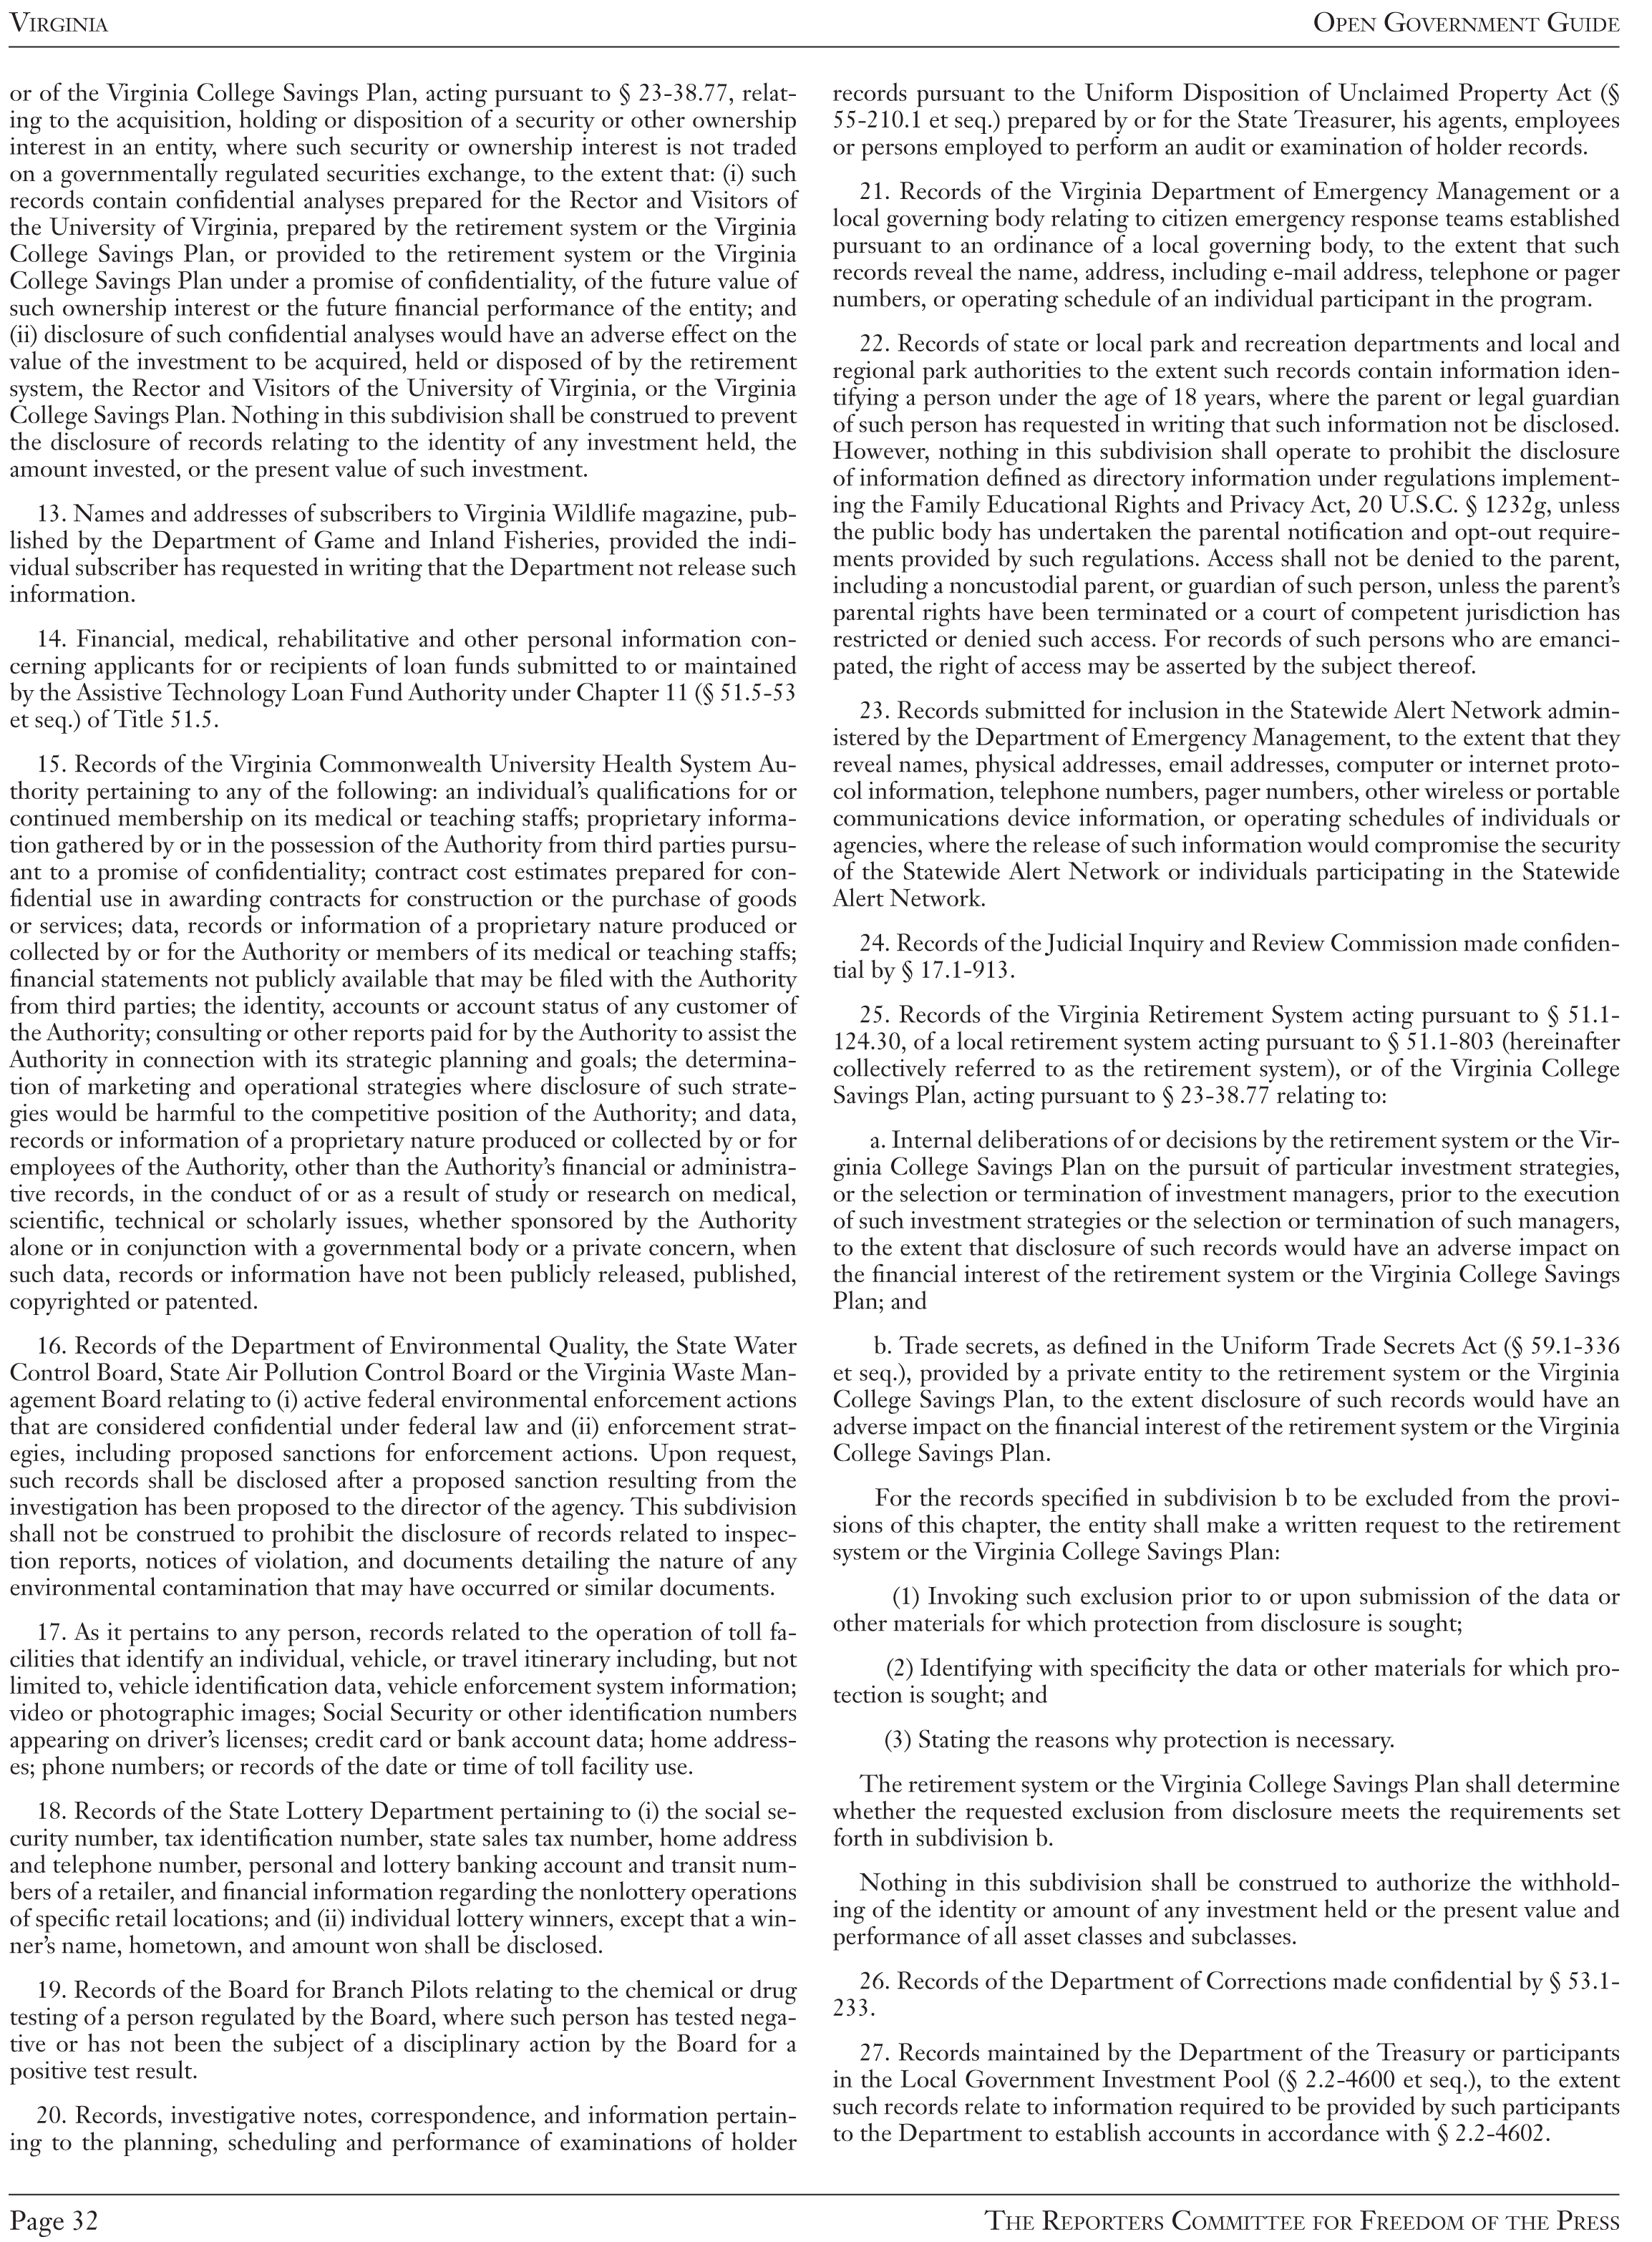 VIRGINIA
OPEN GOVERNMENT GUIDE
or of the Virginia College Savings Plan, acting pursuant to § 23-38.77, relat-
ing to the acquisition, holding or disposition of a security or other ownership
interest in an entity, where such security or ownership interest is not traded
on a governmentally regulated securities exchange, to the extent that: (i) such
records contain confidential analyses prepared for the Rector and Visitors of
the University of Virginia, prepared by the retirement system or the Virginia
College Savings Plan, or provided to the retirement system or the Virginia
College Savings Plan under a promise of confidentiality, of the future value of
such ownership interest or the future financial performance of the entity; and
(ii) disclosure of such confidential analyses would have an adverse effect on the
value of the investment to be acquired, held or disposed of by the retirement
system, the Rector and Visitors of the University of Virginia, or the Virginia
College Savings Plan. Nothing in this subdivision shall be construed to prevent
the disclosure of records relating to the identity of any investment held, the
amount invested, or the present value of such investment.
13. Names and addresses of subscribers to Virginia Wildlife magazine, pub-
lished by the Department of Game and Inland Fisheries, provided the indi-
vidual subscriber has requested in writing that the Department not release such
information.
14. Financial, medical, rehabilitative and other personal information con-
cerning applicants for or recipients of loan funds submitted to or maintained
by the Assistive Technology Loan Fund Authority under Chapter 11 (§ 51.5-53
et seq.) of Title 51.5.
15. Records of the Virginia Commonwealth University Health System Au-
thority pertaining to any of the following: an individual’s qualifications for or
continued membership on its medical or teaching staffs; proprietary informa-
tion gathered by or in the possession of the Authority from third parties pursu-
ant to a promise of confidentiality; contract cost estimates prepared for con-
fidential use in awarding contracts for construction or the purchase of goods
or services; data, records or information of a proprietary nature produced or
collected by or for the Authority or members of its medical or teaching staffs;
financial statements not publicly available that may be filed with the Authority
from third parties; the identity, accounts or account status of any customer of
the Authority; consulting or other reports paid for by the Authority to assist the
Authority in connection with its strategic planning and goals; the determina-
tion of marketing and operational strategies where disclosure of such strate-
gies would be harmful to the competitive position of the Authority; and data,
records or information of a proprietary nature produced or collected by or for
employees of the Authority, other than the Authority’s financial or administra-
tive records, in the conduct of or as a result of study or research on medical,
scientific, technical or scholarly issues, whether sponsored by the Authority
alone or in conjunction with a governmental body or a private concern, when
such data, records or information have not been publicly released, published,
copyrighted or patented.
16. Records of the Department of Environmental Quality, the State Water
Control Board, State Air Pollution Control Board or the Virginia Waste Man-
agement Board relating to (i) active federal environmental enforcement actions
that are considered confidential under federal law and (ii) enforcement strat-
egies, including proposed sanctions for enforcement actions. Upon request,
such records shall be disclosed after a proposed sanction resulting from the
investigation has been proposed to the director of the agency. This subdivision
shall not be construed to prohibit the disclosure of records related to inspec-
tion reports, notices of violation, and documents detailing the nature of any
environmental contamination that may have occurred or similar documents.
17. As it pertains to any person, records related to the operation of toll fa-
cilities that identify an individual, vehicle, or travel itinerary including, but not
limited to, vehicle identification data, vehicle enforcement system information;
video or photographic images; Social Security or other identification numbers
appearing on driver’s licenses; credit card or bank account data; home address-
es; phone numbers; or records of the date or time of toll facility use.
18. Records of the State Lottery Department pertaining to (i) the social se-
curity number, tax identification number, state sales tax number, home address
and telephone number, personal and lottery banking account and transit num-
bers of a retailer, and financial information regarding the nonlottery operations
of specific retail locations; and (ii) individual lottery winners, except that a win-
ner’s name, hometown, and amount won shall be disclosed.
19. Records of the Board for Branch Pilots relating to the chemical or drug
testing of a person regulated by the Board, where such person has tested nega-
tive or has not been the subject of a disciplinary action by the Board for a
positive test result.
20. Records, investigative notes, correspondence, and information pertain-
ing to the planning, scheduling and performance of examinations of holder
records pursuant to the Uniform Disposition of Unclaimed Property Act (§
55-210.1 et seq.) prepared by or for the State Treasurer, his agents, employees
or persons employed to perform an audit or examination of holder records.
21. Records of the Virginia Department of Emergency Management or a
local governing body relating to citizen emergency response teams established
pursuant to an ordinance of a local governing body, to the extent that such
records reveal the name, address, including e-mail address, telephone or pager
numbers, or operating schedule of an individual participant in the program.
22. Records of state or local park and recreation departments and local and
regional park authorities to the extent such records contain information iden-
tifying a person under the age of 18 years, where the parent or legal guardian
of such person has requested in writing that such information not be disclosed.
However, nothing in this subdivision shall operate to prohibit the disclosure
of information defined as directory information under regulations implement-
ing the Family Educational Rights and Privacy Act, 20 U.S.C. § 1232g, unless
the public body has undertaken the parental notification and opt-out require-
ments provided by such regulations. Access shall not be denied to the parent,
including a noncustodial parent, or guardian of such person, unless the parent’s
parental rights have been terminated or a court of competent jurisdiction has
restricted or denied such access. For records of such persons who are emanci-
pated, the right of access may be asserted by the subject thereof.
23. Records submitted for inclusion in the Statewide Alert Network admin-
istered by the Department of Emergency Management, to the extent that they
reveal names, physical addresses, email addresses, computer or internet proto-
col information, telephone numbers, pager numbers, other wireless or portable
communications device information, or operating schedules of individuals or
agencies, where the release of such information would compromise the security
of the Statewide Alert Network or individuals participating in the Statewide
Alert Network.
24. Records of the Judicial Inquiry and Review Commission made confiden-
tial by § 17.1-913.
25. Records of the Virginia Retirement System acting pursuant to § 51.1-
124.30, of a local retirement system acting pursuant to § 51.1-803 (hereinafter
collectively referred to as the retirement system), or of the Virginia College
Savings Plan, acting pursuant to § 23-38.77 relating to:
a. Internal deliberations of or decisions by the retirement system or the Vir-
ginia College Savings Plan on the pursuit of particular investment strategies,
or the selection or termination of investment managers, prior to the execution
of such investment strategies or the selection or termination of such managers,
to the extent that disclosure of such records would have an adverse impact on
the financial interest of the retirement system or the Virginia College Savings
Plan; and
b. Trade secrets, as defined in the Uniform Trade Secrets Act (§ 59.1-336
et seq.), provided by a private entity to the retirement system or the Virginia
College Savings Plan, to the extent disclosure of such records would have an
adverse impact on the financial interest of the retirement system or the Virginia
College Savings Plan.
For the records specified in subdivision b to be excluded from the provi-
sions of this chapter, the entity shall make a written request to the retirement
system or the Virginia College Savings Plan:
(1) Invoking such exclusion prior to or upon submission of the data or
other materials for which protection from disclosure is sought;
(2) Identifying with specificity the data or other materials for which pro-
tection is sought; and
(3) Stating the reasons why protection is necessary.
The retirement system or the Virginia College Savings Plan shall determine
whether the requested exclusion from disclosure meets the requirements set
forth in subdivision b.
Nothing in this subdivision shall be construed to authorize the withhold-
ing of the identity or amount of any investment held or the present value and
performance of all asset classes and subclasses.
26. Records of the Department of Corrections made confidential by § 53.1-
233.
27. Records maintained by the Department of the Treasury or participants
in the Local Government Investment Pool (§ 2.2-4600 et seq.), to the extent
such records relate to information required to be provided by such participants
to the Department to establish accounts in accordance with § 2.2-4602.
Page 32
THE REPORTERS COMMITTEE FOR FREEDOM OF THE PRESS